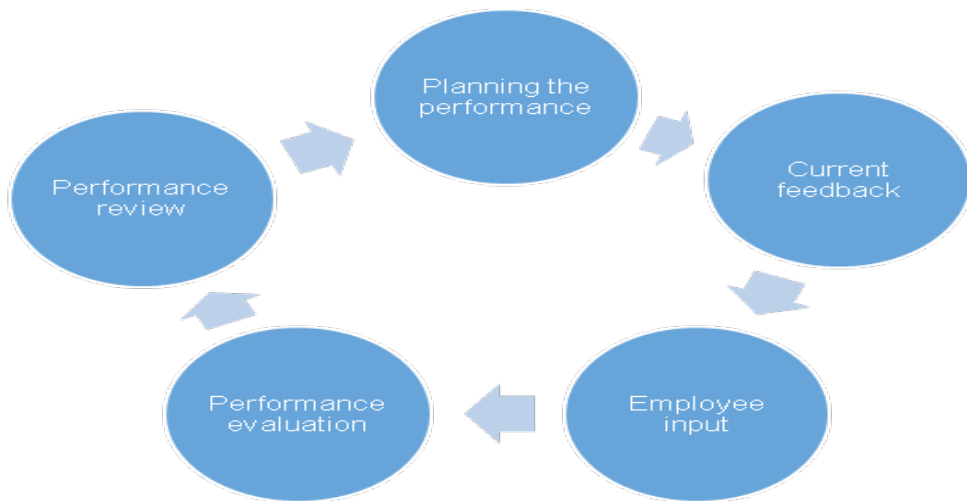 Planning the
performance
Current
feedback
Employee
input
Performance
evaluation
Performance
review